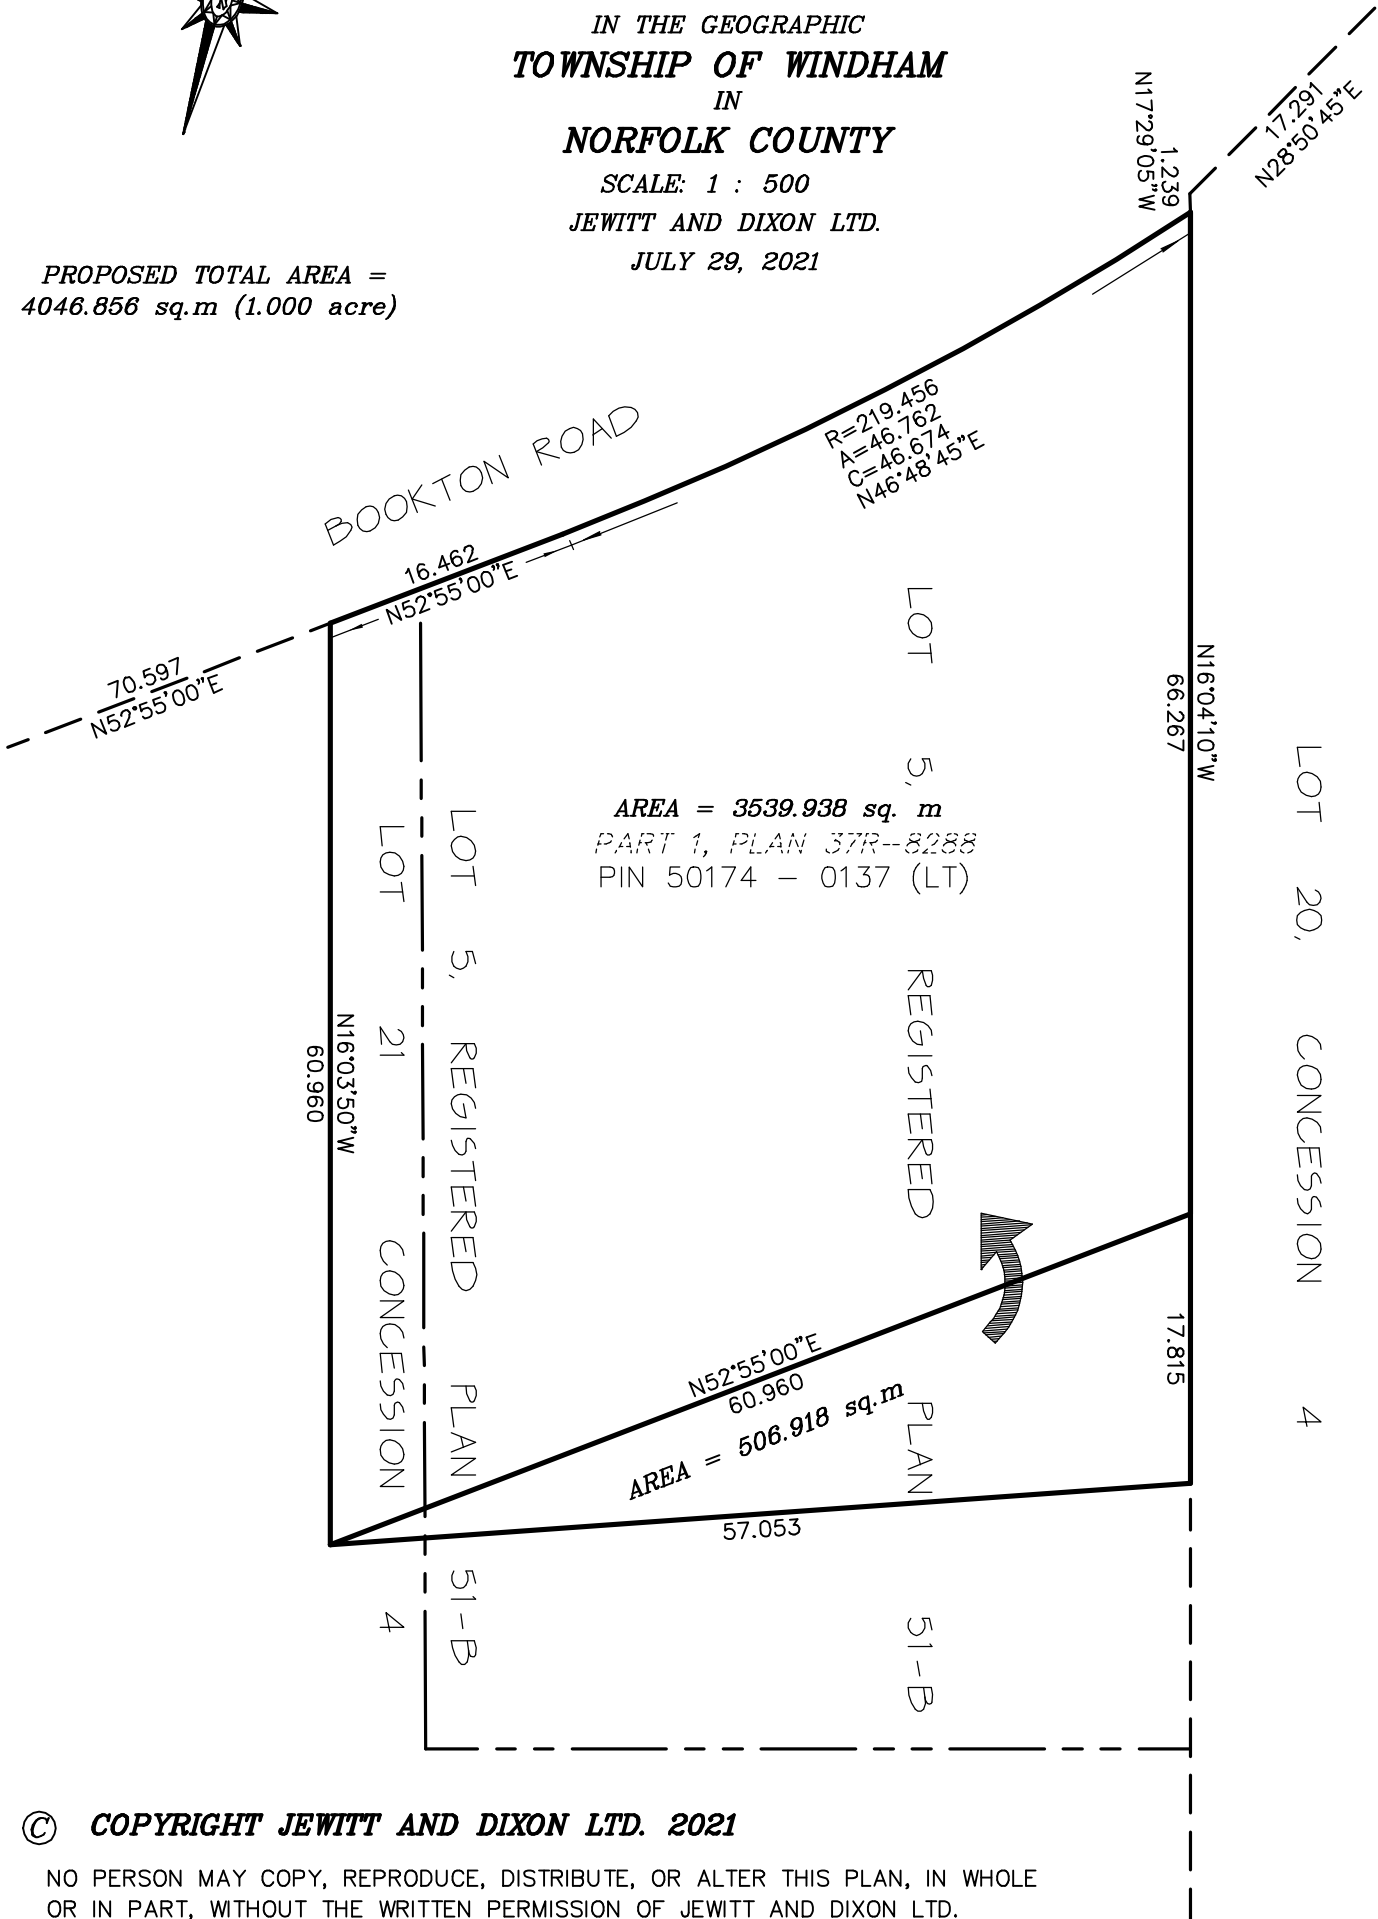 IN THE GEOGRAPHIC
TOWNSHIP OF WINDHAM
IN
NORFOLK COUNTY
SCALE: 1 : 500
JEWITT AND DIXON LTD.
JULY 29, 2021
17.291
N28°50'45"E
1.239
N17°29'05"W
PROPOSED TOTAL AREA =
4046.856 sq.m (1.000 acre)
BOOKTON ROAD
R=219.456
A=46.762
C=46.674
N46°48'45"E
16.462
N52°55'00"E
70.597
N52°55'00"E
N16°04'10"W
66.267
LOT 20, CONCESSION 4
LOT 5, REGISTERED PLAN 51-B
AREA = 3539.938 sq. m
PART 1, PLAN 37R-8288
PIN 50174 - 0137 (LT)
LOT 5, REGISTERED PLAN 51-B
LOT 21 CONCESSION 4
N16°03'50"W
60.960
17.815
N52°55'00"E
60.960
AREA = 506.918 sq.m
57.053
© COPYRIGHT JEWITT AND DIXON LTD. 2021
NO PERSON MAY COPY, REPRODUCE, DISTRIBUTE, OR ALTER THIS PLAN, IN WHOLE
OR IN PART, WITHOUT THE WRITTEN PERMISSION OF JEWITT AND DIXON LTD.